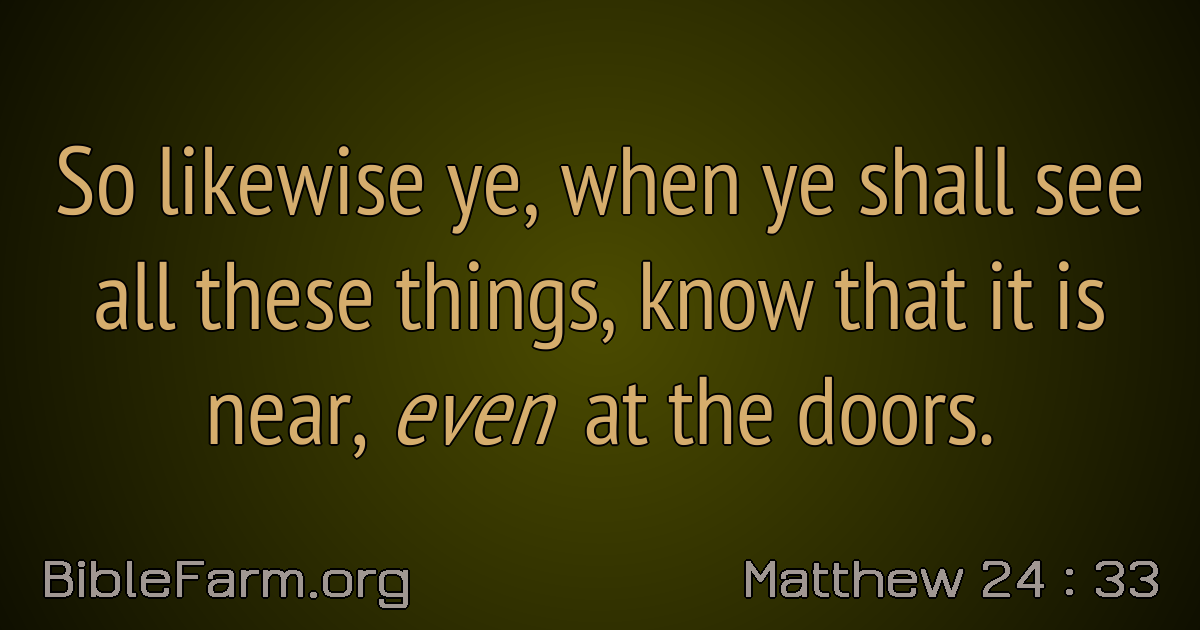 So likewise ye, when ye shall see
all these things, know that it is
near, even at the doors.
BibleFarm.org
Matthew 24 : 33